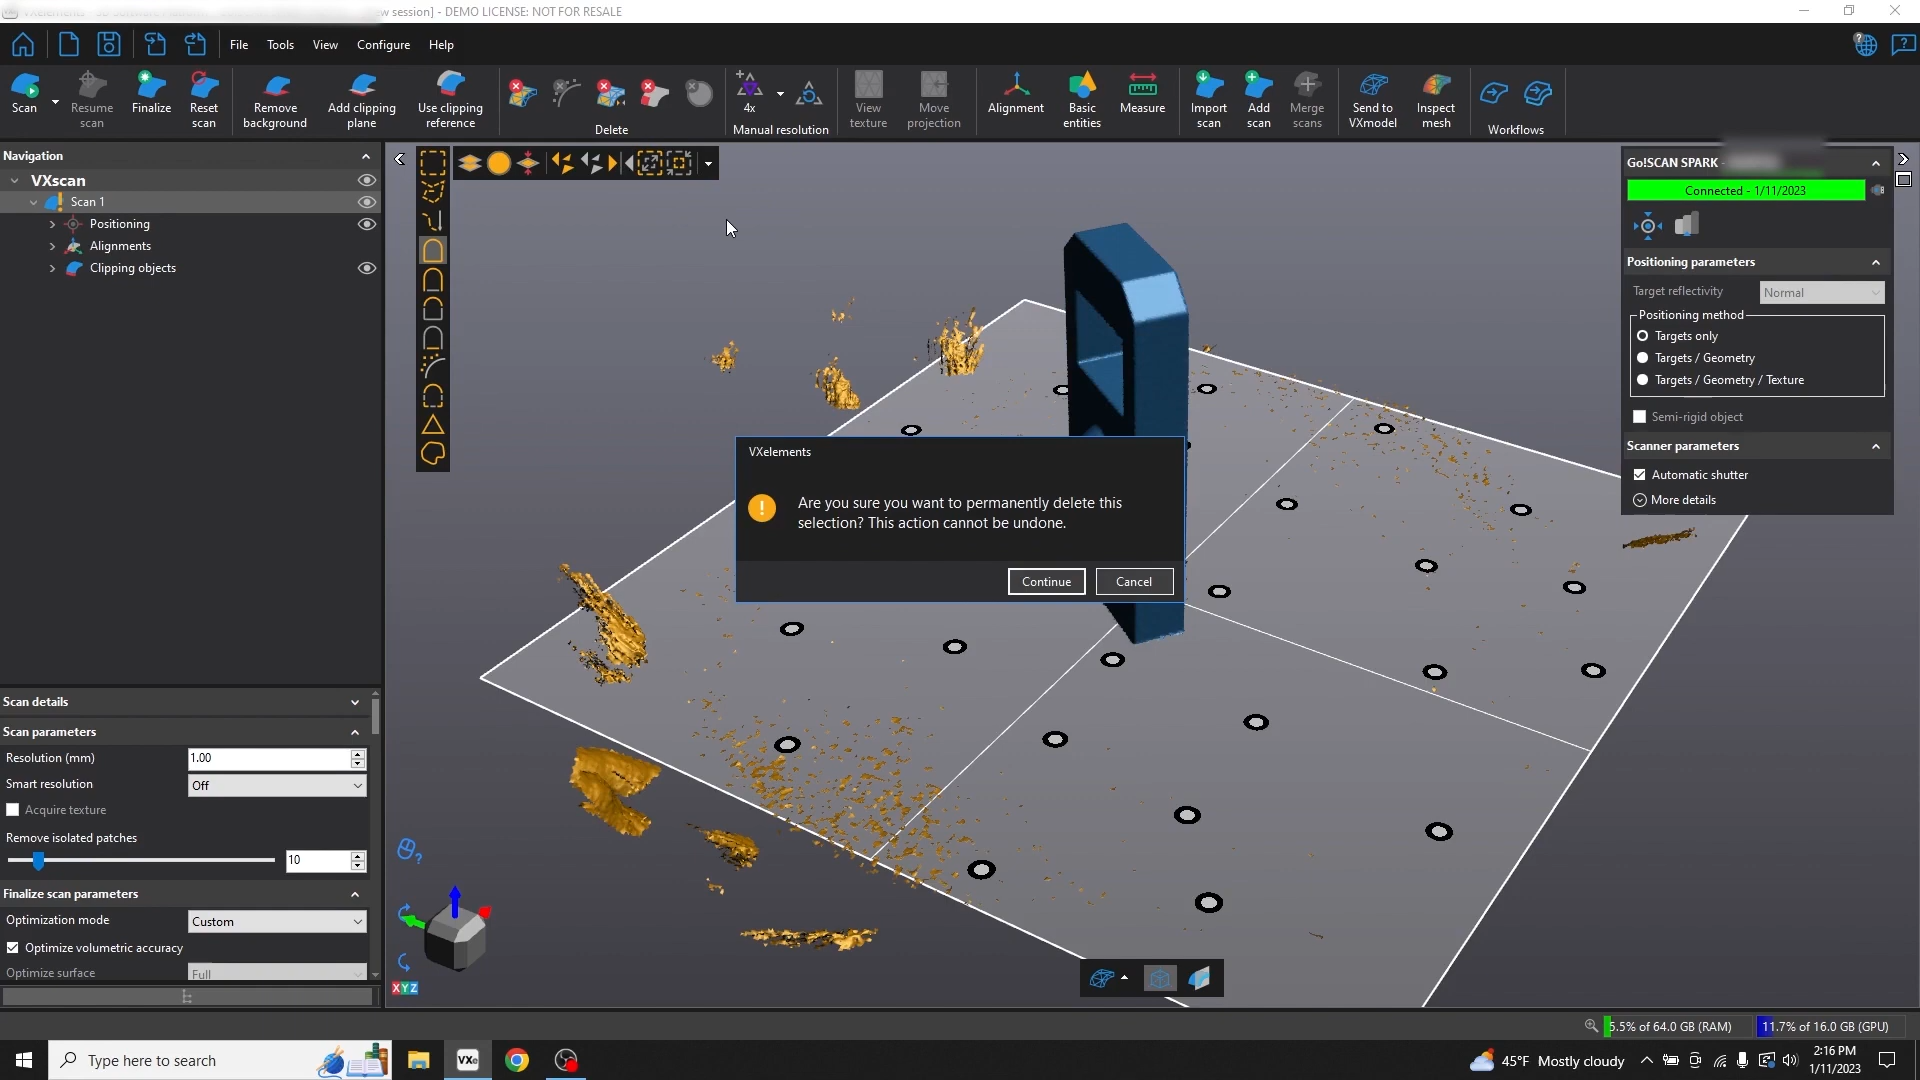 w session] - DEMO LICENSE: NOT FOR RESALE
File Tools View Configure Help
Scan
Resume scan
Finalize
Reset scan
Remove background
Add clipping plane
Use clipping reference
Delete
4x
Manual resolution
View texture
Move projection
Alignment
Basic entities
Measure
Import scan
Add scan
Merge scans
Send to VXmodel
Inspect mesh
Workflows
Navigation
VXscan
Scan 1
Positioning
Alignments
Clipping objects
Go!SCAN SPARK -
Connected - 1/11/2023
Positioning parameters
Target reflectivity Normal
Positioning method
Targets only
Targets / Geometry
Targets / Geometry / Texture
Semi-rigid object
Scanner parameters
Automatic shutter
More details
VXelements
Are you sure you want to permanently delete this
selection? This action cannot be undone.
Continue Cancel
Scan details
Scan parameters
Resolution (mm) 1.00
Smart resolution Off
Acquire texture
Remove isolated patches
10
Finalize scan parameters
Optimization mode Custom
Optimize volumetric accuracy
Optimize surface Full
XYZ
5.5% of 64.0 GB (RAM) 11.7% of 16.0 GB (GPU)
Type here to search
VXe
45°F Mostly cloudy
2:16 PM
1/11/2023